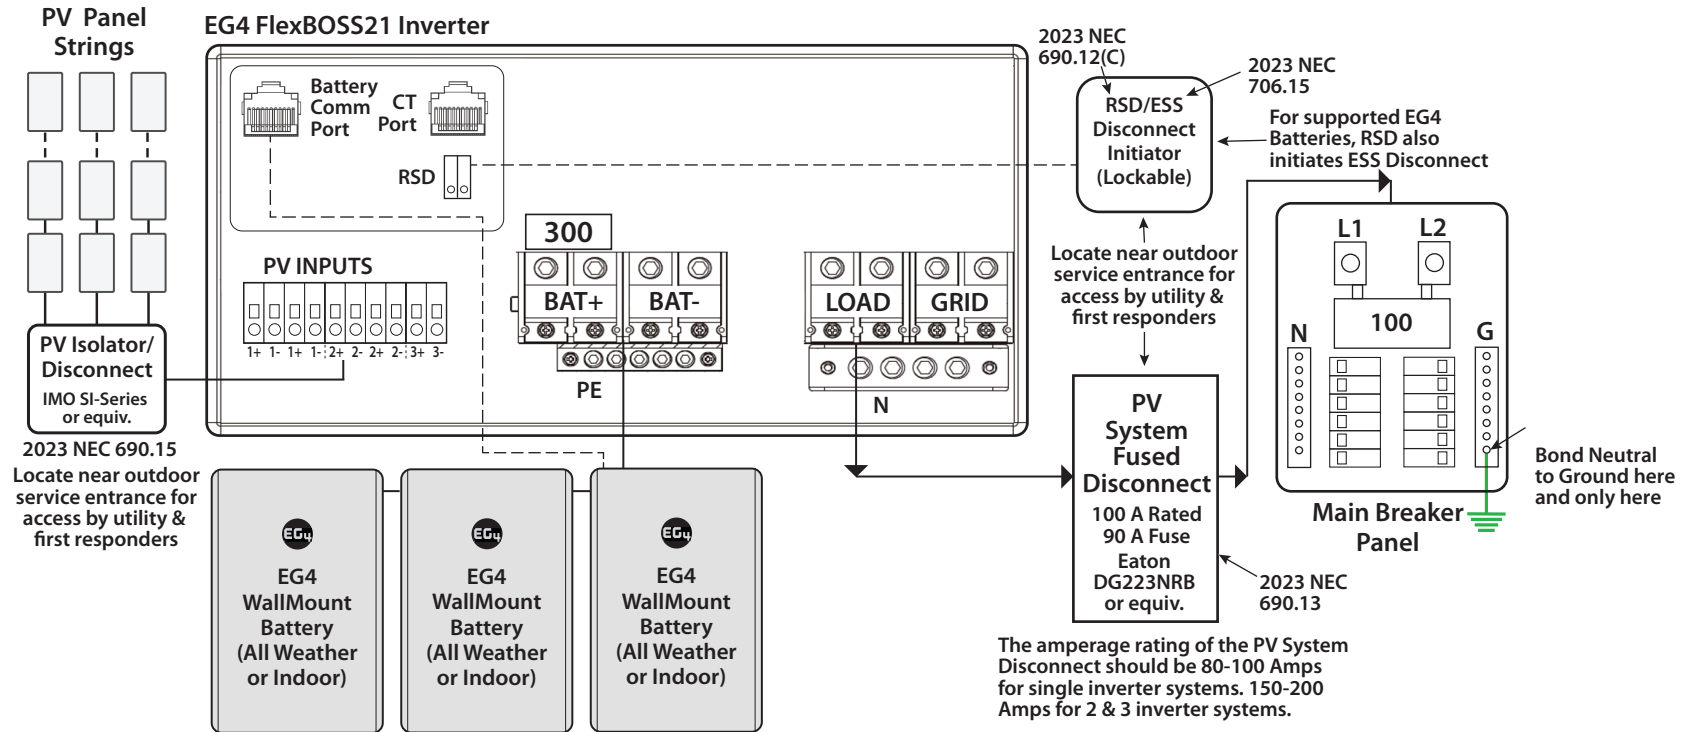 PV Panel
Strings
EG4 FlexBOSS21 Inverter
Battery
Comm
Port
CT
Port
RSD
300
BAT+
BAT-
LOAD
GRID
PE
N
PV INPUTS
1+ 1- 1+ 1- 2+ 2- 2+ 2- 3+ 3-
PV Isolator/
Disconnect
IMO SI-Series
or equiv.
2023 NEC 690.15
Locate near outdoor
service entrance for
access by utility &
first responders
EG4
EG4
WallMount
Battery
(All Weather
or Indoor)
EG4
EG4
WallMount
Battery
(All Weather
or Indoor)
EG4
EG4
WallMount
Battery
(All Weather
or Indoor)
2023 NEC
690.12(C)
2023 NEC
706.15
RSD/ESS
Disconnect
Initiator
(Lockable)
For supported EG4
Batteries, RSD also
initiates ESS Disconnect
Locate near outdoor
service entrance for
access by utility &
first responders
PV
System
Fused
Disconnect
100 A Rated
90 A Fuse
Eaton
DG223NRB
or equiv.
2023 NEC
690.13
The amperage rating of the PV System
Disconnect should be 80-100 Amps
for single inverter systems. 150-200
Amps for 2 & 3 inverter systems.
L1
L2
100
N
G
Main Breaker
Panel
Bond Neutral
to Ground here
and only here